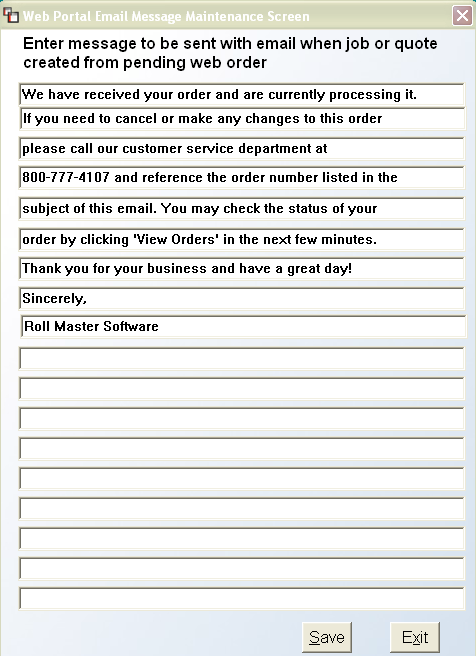 Web Portal Email Message Maintenance Screen
Enter message to be sent with email when job or quote
created from pending web order
We have received your order and are currently processing it.
If you need to cancel or make any changes to this order
please call our customer service department at
800-777-4107 and reference the order number listed in the
subject of this email. You may check the status of your
order by clicking 'View Orders' in the next few minutes.
Thank you for your business and have a great day!
Sincerely,
Roll Master Software
Save Exit